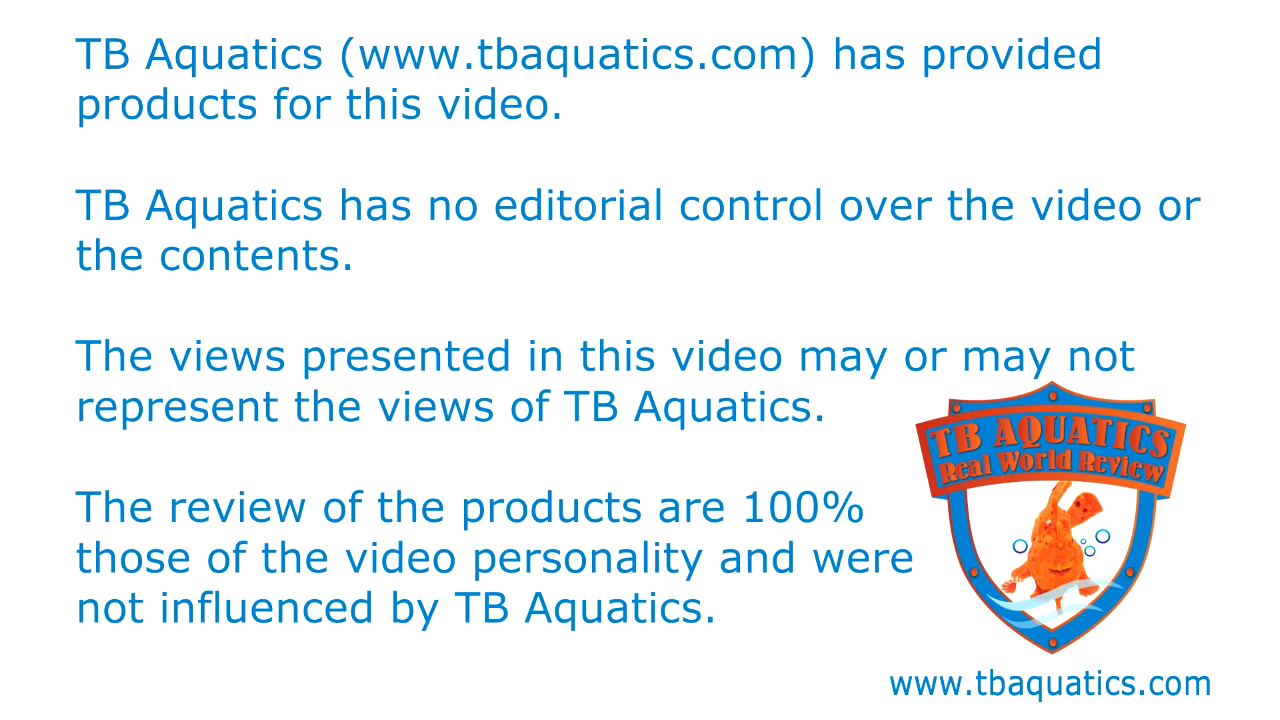 TB Aquatics (www.tbaquatics.com) has provided
products for this video.
TB Aquatics has no editorial control over the video or
the contents.
The views presented in this video may or may not
represent the views of TB Aquatics.
The review of the products are 100%
those of the video personality and were
not influenced by TB Aquatics.
TB AQUATICS
Real World Review
www.tbaquatics.com